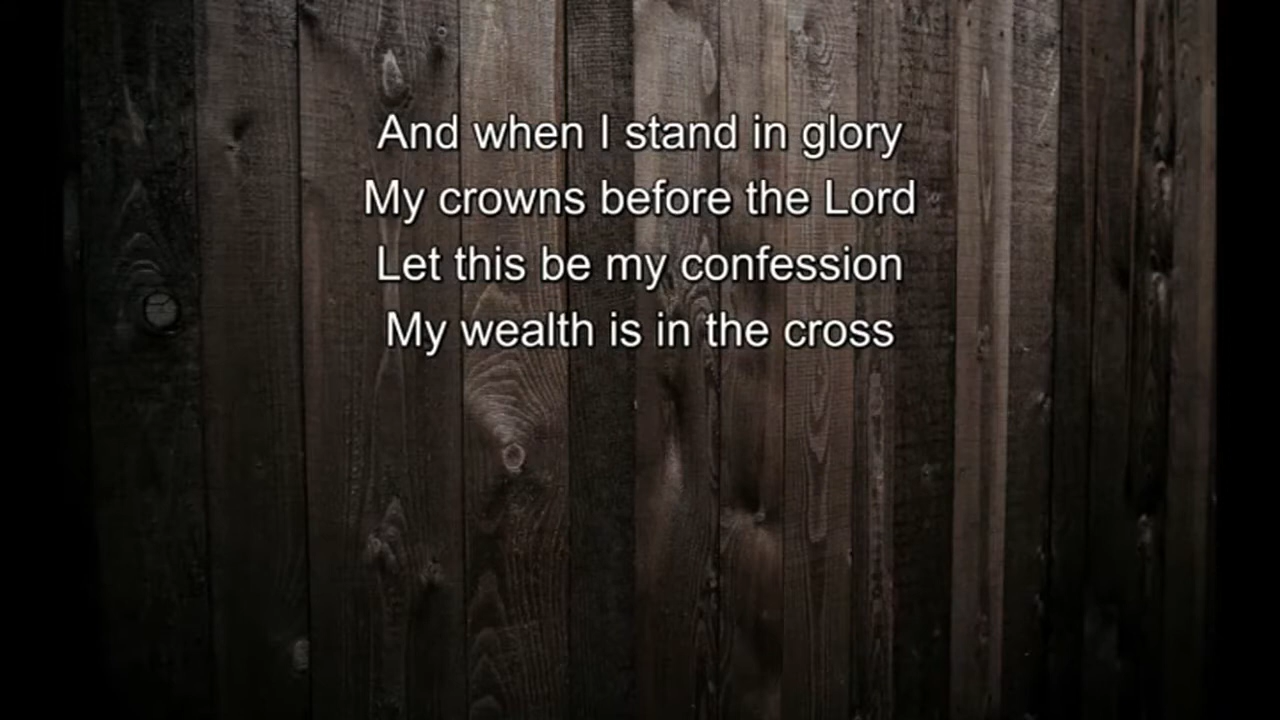 And when I stand in glory
My crowns before the Lord
Let this be my confession
My wealth is in the cross